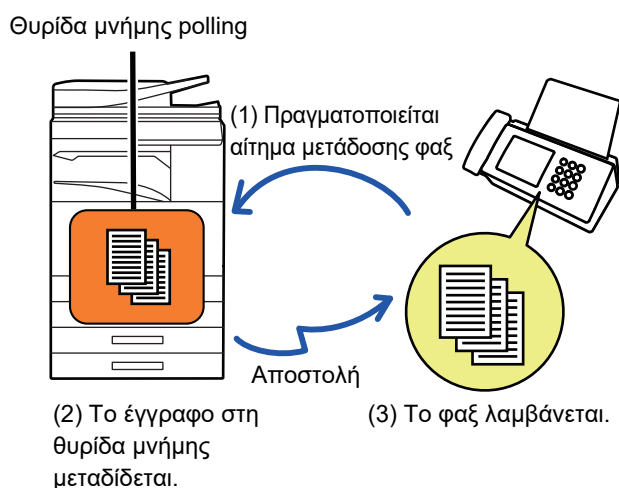 Θυρίδα μνήμης polling
(1) Πραγματοποιείται
αίτημα μετάδοσης φαξ
Αποστολή
(2) Το έγγραφο στη
θυρίδα μνήμης
μεταδίδεται.
(3) Το φαξ λαμβάνεται.